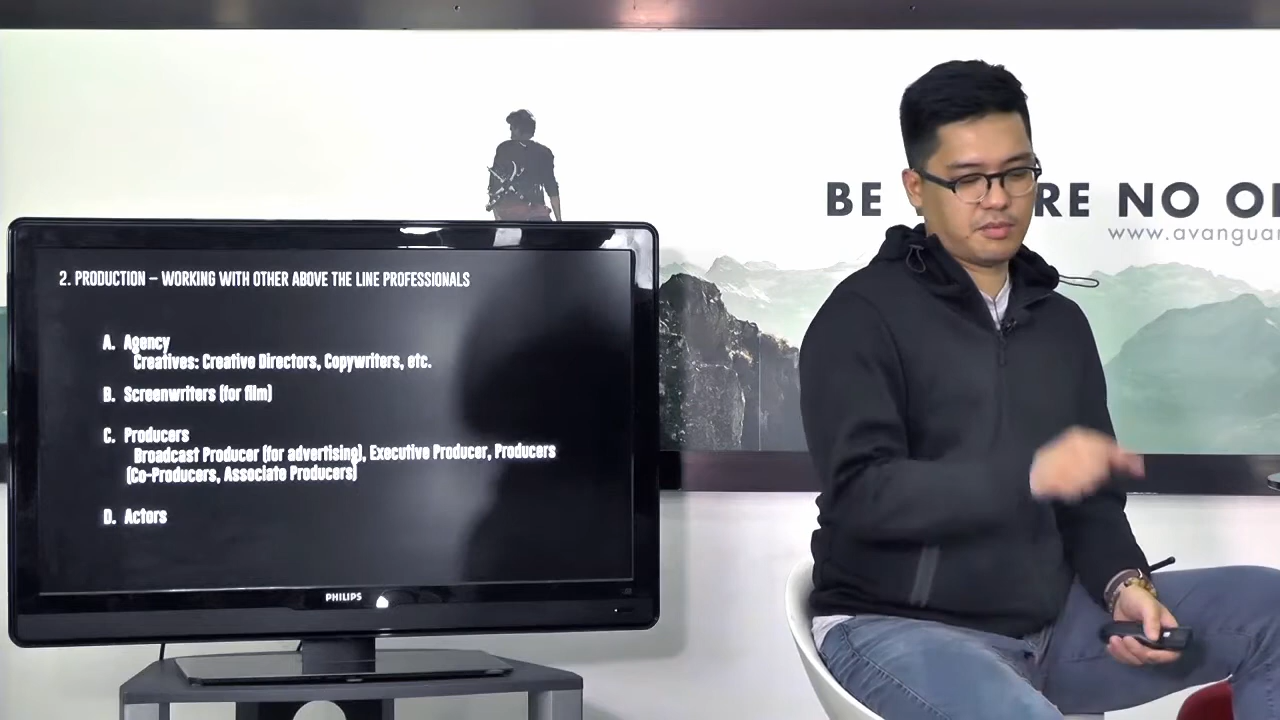 BE RE NO O
www.avangua
2. PRODUCTION – WORKING WITH OTHER ABOVE THE LINE PROFESSIONALS
A. Agency
Creatives: Creative Directors, Copywriters, etc.
B. Screenwriters (for film)
C. Producers
Broadcast Producer (for advertising), Executive Producer, Producers
(Co-Producers, Associate Producers)
D. Actors
PHILIPS